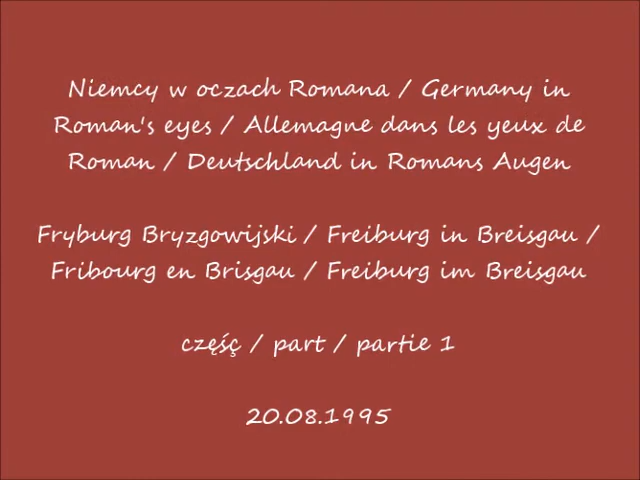 Niemcy w oczach Romana / Germany in
Roman's eyes / Allemagne dans les yeux de
Roman / Deutschland in Romans Augen
Fryburg Bryzgowijski / Freiburg in Breisgau /
Fribourg en Brisgau / Freiburg im Breisgau
częśç / part / partie 1
20.08.1995